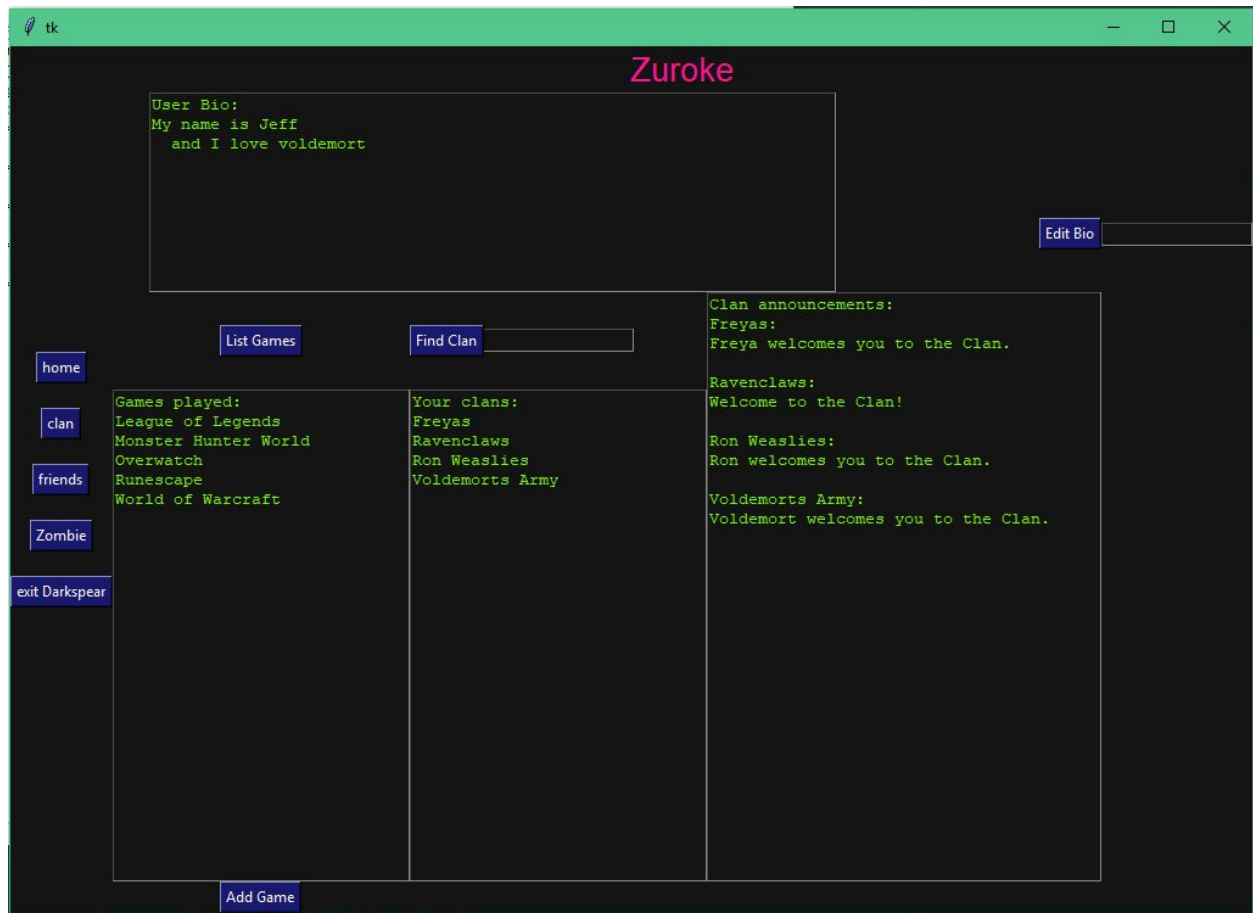 tk
Zuroke
User Bio:
My name is Jeff
and I love voldemort
Edit Bio
List Games
Find Clan
home
clan
friends
Zombie
exit Darkspear
Games played:
League of Legends
Monster Hunter World
Overwatch
Runescape
World of Warcraft
Your clans:
Freyas
Ravenclaws
Ron Weaslies
Voldemorts Army
Clan announcements:
Freyas:
Freya welcomes you to the Clan.
Ravenclaws:
Welcome to the Clan!
Ron Weaslies:
Ron welcomes you to the Clan.
Voldemorts Army:
Voldemort welcomes you to the Clan.
Add Game